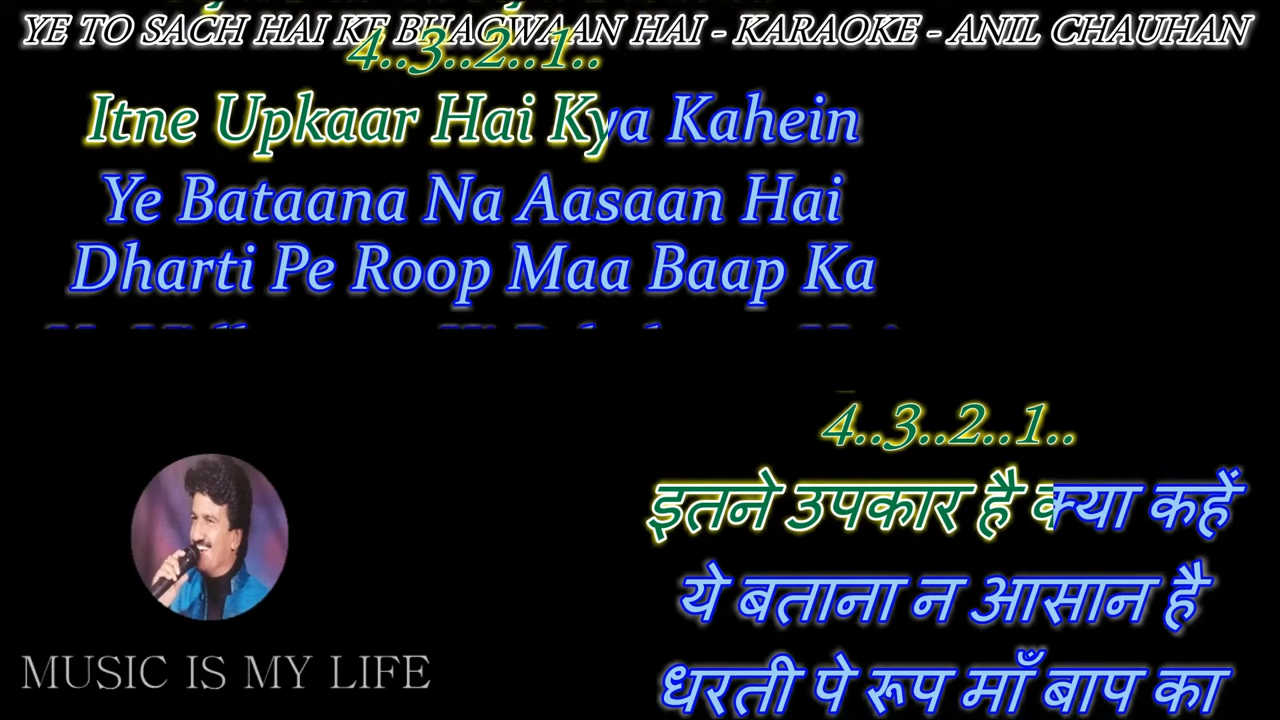 YE TO SACH HAI KE BHAGWAAN HAI - KARAOKE - ANIL CHAUHAN
4..3..2..1..
Itne Upkaar Hai Kya Kahein
Ye Bataana Na Aasaan Hai
Dharti Pe Roop Maa Baap Ka
4..3..2..1..
इतने उपकार है क्या कहें
ये बताना न आसान है
धरती पे रूप माँ बाप का
MUSIC IS MY LIFE